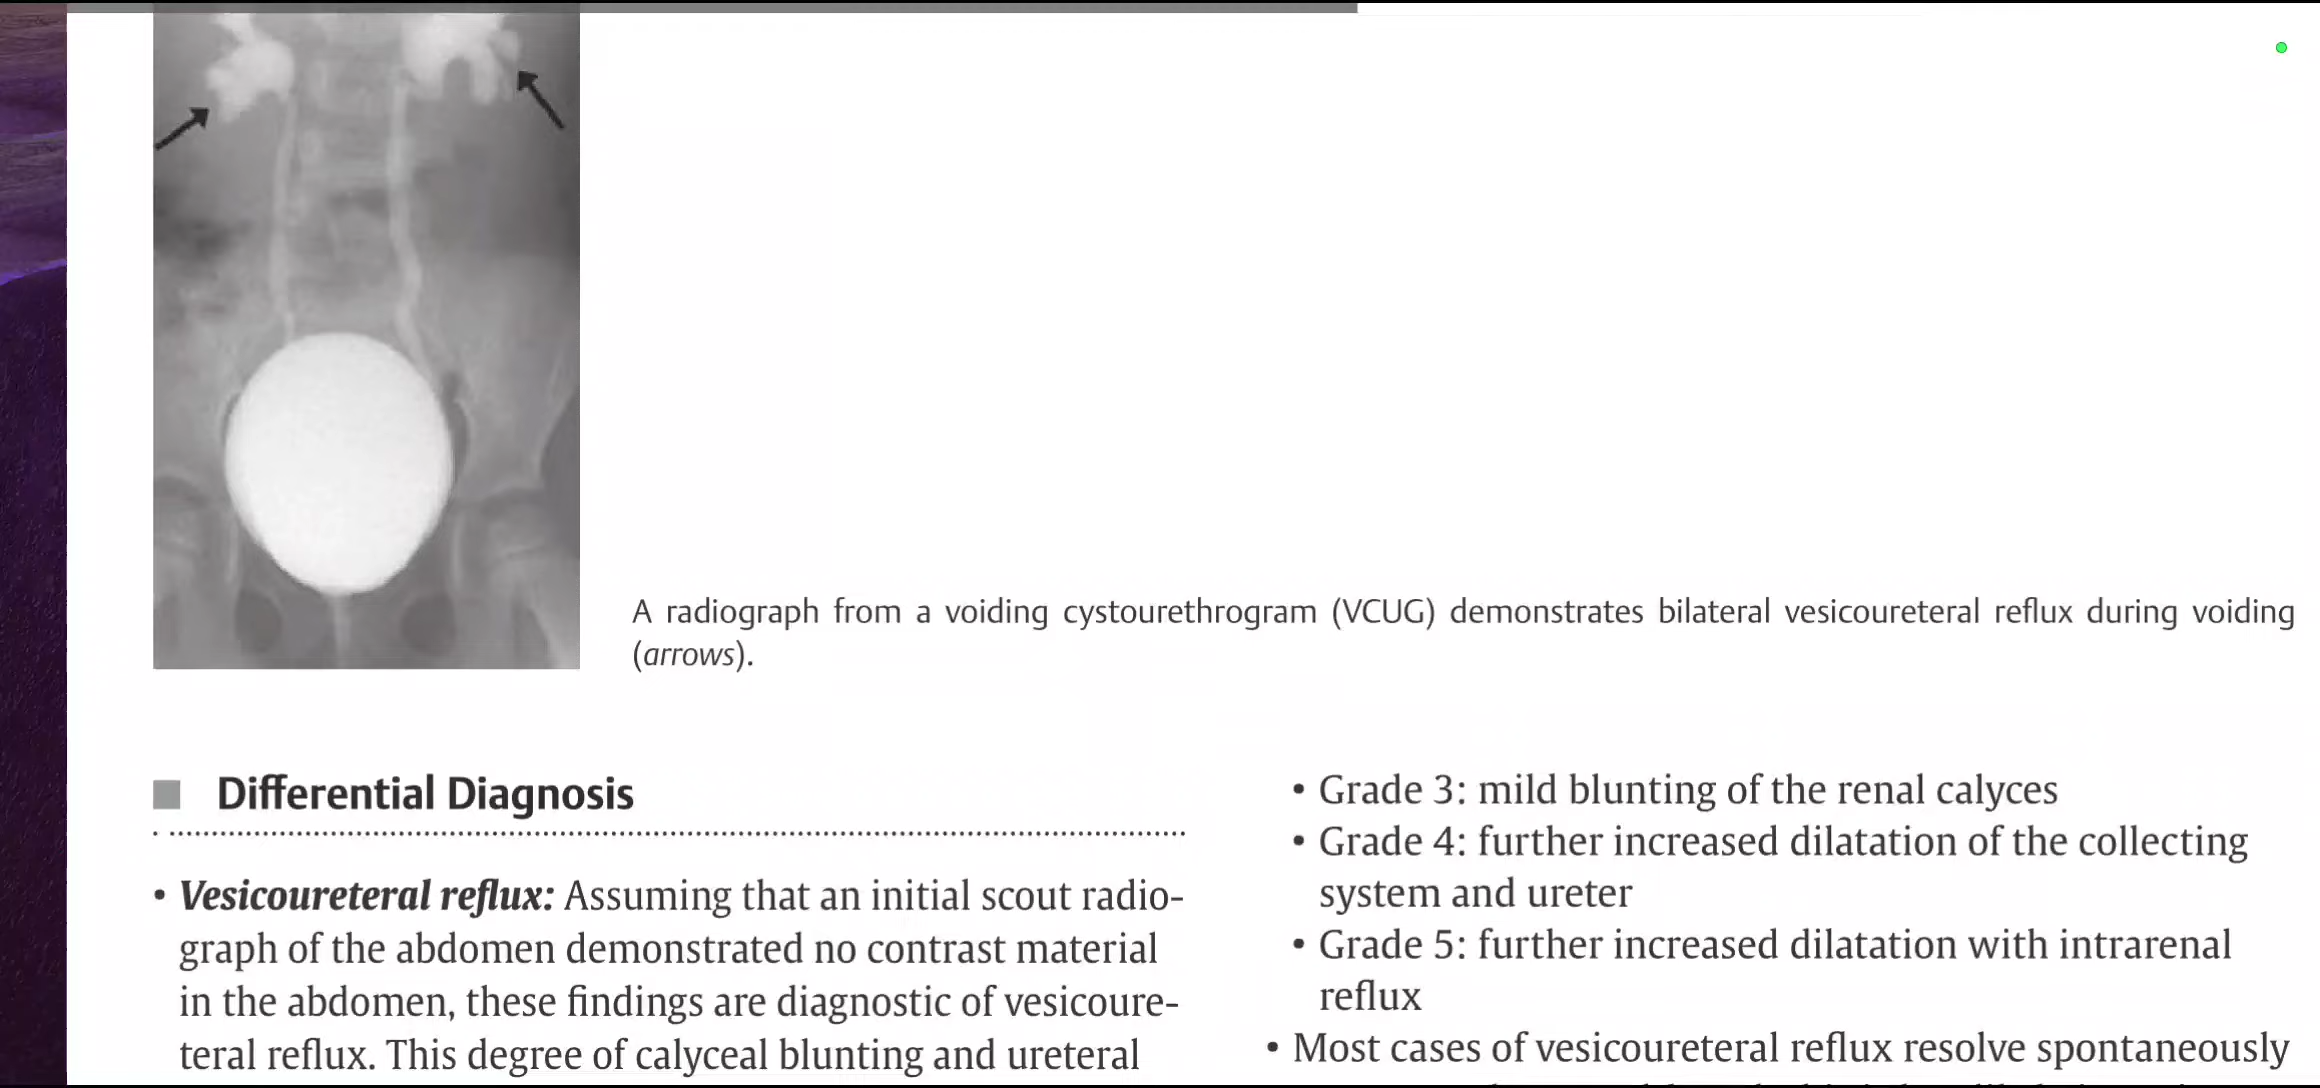 A radiograph from a voiding cystourethrogram (VCUG) demonstrates bilateral vesicoureteral reflux during voiding
(arrows).
Differential Diagnosis
• Vesicoureteral reflux: Assuming that an initial scout radio-
graph of the abdomen demonstrated no contrast material
in the abdomen, these findings are diagnostic of vesicoure-
teral reflux. This degree of calyceal blunting and ureteral
• Grade 3: mild blunting of the renal calyces
• Grade 4: further increased dilatation of the collecting
system and ureter
• Grade 5: further increased dilatation with intrarenal
reflux
• Most cases of vesicoureteral reflux resolve spontaneously